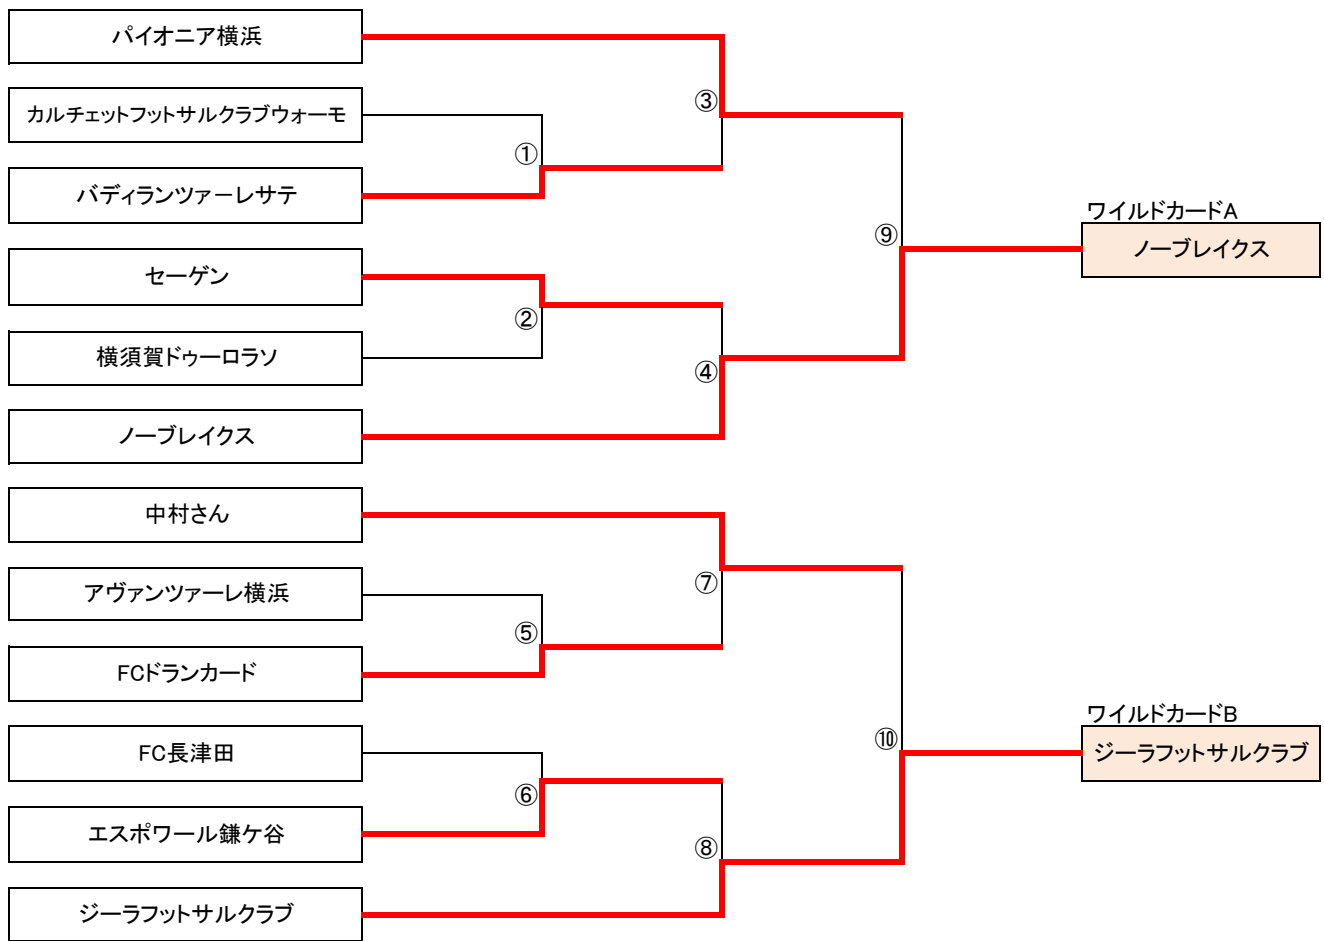 パイオニア横浜
カルチェットフットサルクラブウォーモ
バディランツァーレサテ
セーゲン
横須賀ドゥーロラソ
ノーブレイクス
中村さん
アヴァンツァーレ横浜
FCドランカード
FC長津田
エスポワール鎌ケ谷
ジーラフットサルクラブ
①
②
⑤
⑥
③
④
⑦
⑧
⑨
⑩
ワイルドカードA
ノーブレイクス
ワイルドカードB
ジーラフットサルクラブ